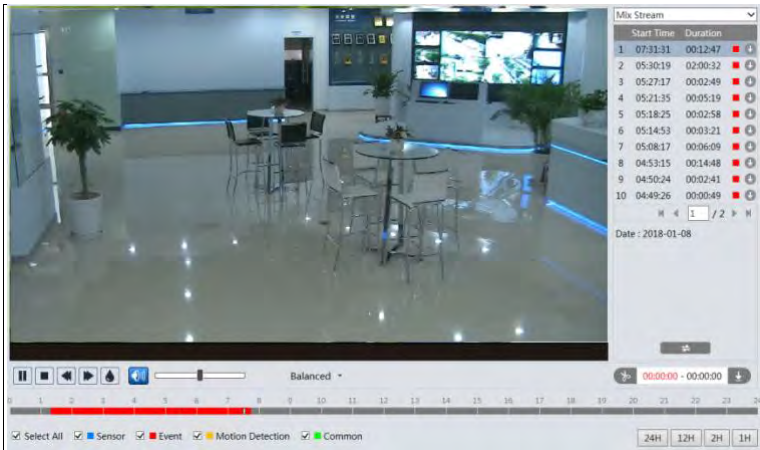 Mix Stream
Start Time Duration
1 07:31:31 00:12:47
2 05:30:19 02:00:32
3 05:27:17 00:02:49
4 05:21:35 00:05:19
5 05:18:25 00:02:58
6 05:14:53 00:03:21
7 05:08:17 00:06:09
8 04:53:15 00:14:48
9 04:50:24 00:02:41
10 04:49:26 00:00:49
1 / 2
Date : 2018-01-08
Balanced
00:00:00 - 00:00:00
0 1 2 3 4 5 6 7 8 9 10 11 12 13 14 15 16 17 18 19 20 21 22 23 24
Select All Sensor Event Motion Detection Common
24H 12H 2H 1H